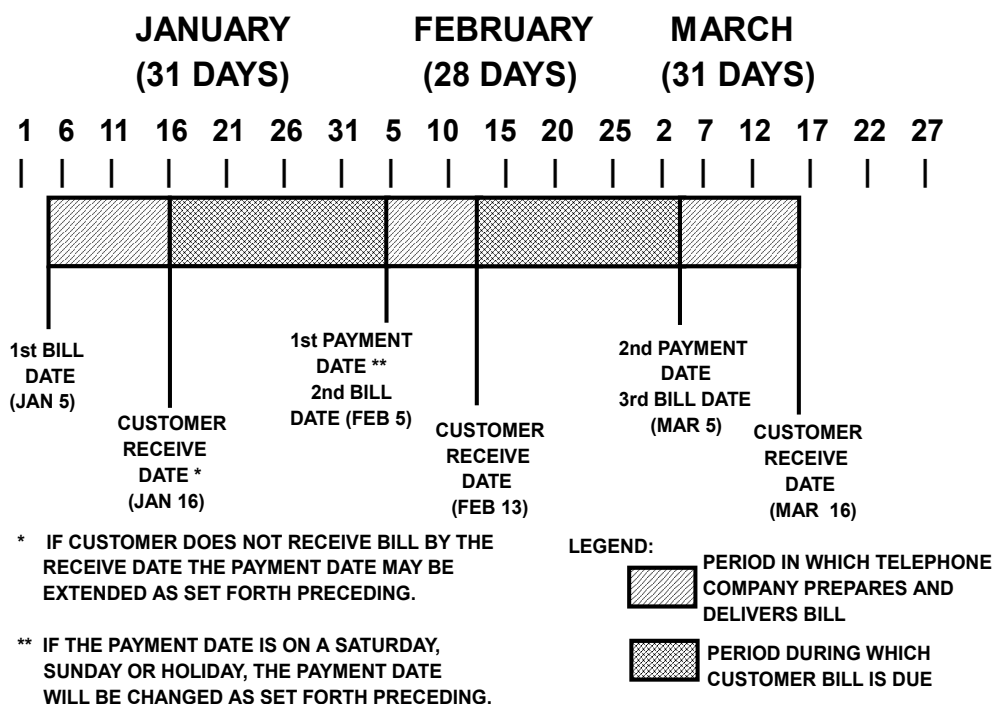 JANUARY FEBRUARY MARCH
(31 DAYS) (28 DAYS) (31 DAYS)
1 6 11 16 21 26 31 5 10 15 20 25 2 7 12 17 22 27
1st BILL
DATE
(JAN 5)
CUSTOMER
RECEIVE
DATE *
(JAN 16)
1st PAYMENT
DATE **
2nd BILL
DATE (FEB 5)
CUSTOMER
RECEIVE
DATE
(FEB 13)
2nd PAYMENT
DATE
3rd BILL DATE
(MAR 5)
CUSTOMER
RECEIVE
DATE
(MAR 16)
* IF CUSTOMER DOES NOT RECEIVE BILL BY THE
RECEIVE DATE THE PAYMENT DATE MAY BE
EXTENDED AS SET FORTH PRECEDING.
** IF THE PAYMENT DATE IS ON A SATURDAY,
SUNDAY OR HOLIDAY, THE PAYMENT DATE
WILL BE CHANGED AS SET FORTH PRECEDING.
LEGEND:
PERIOD IN WHICH TELEPHONE
COMPANY PREPARES AND
DELIVERS BILL
PERIOD DURING WHICH
CUSTOMER BILL IS DUE